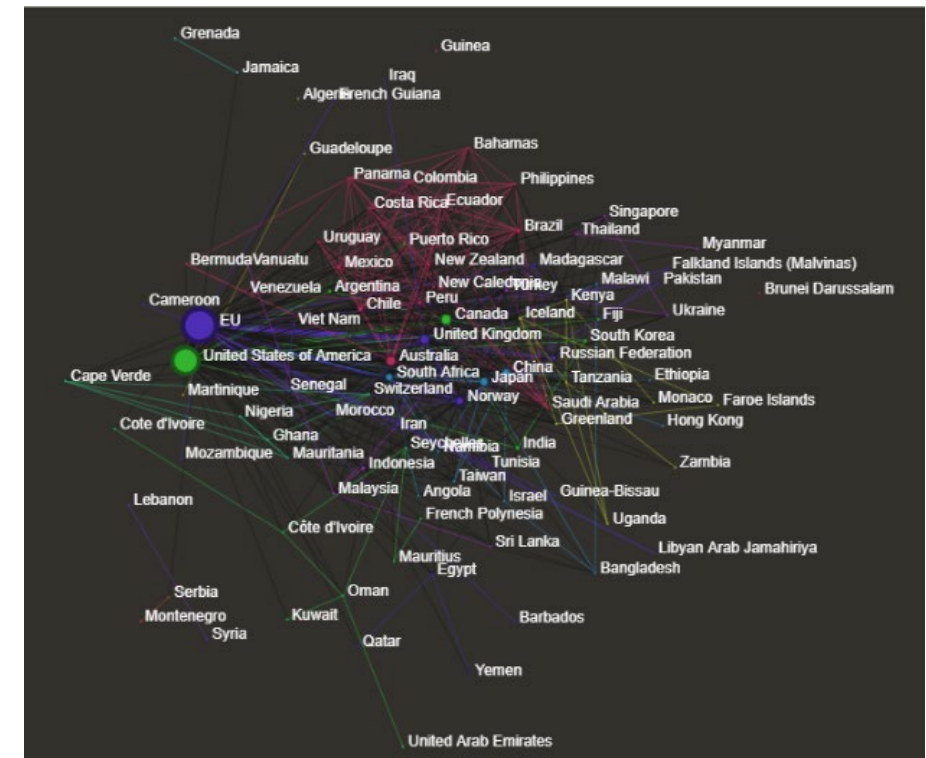 Grenada
Guinea
Jamaica
Iraq
Algeria
French Guiana
Bahamas
Guadeloupe
Panama
Colombia
Philippines
Costa Rica
Ecuador
Singapore
Brazil
Thailand
Uruguay
Puerto Rico
Myanmar
Bermuda
Vanuatu
Mexico
New Zealand
Madagascar
Falkland Islands (Malvinas)
Venezuela
Argentina
New Caledonia
Turkey
Malawi
Pakistan
Brunei Darussalam
Cameroon
Chile
Peru
Kenya
EU
Viet Nam
Canada
Iceland
Fiji
Ukraine
United Kingdom
South Korea
United States of America
Australia
Russian Federation
Cape Verde
South Africa
China
Martinique
Senegal
Switzerland
Japan
Tanzania
Ethiopia
Nigeria
Morocco
Norway
Saudi Arabia
Monaco
Faroe Islands
Cote d'Ivoire
Ghana
Iran
Greenland
Hong Kong
Mozambique
Mauritania
Seychelles
Namibia
India
Indonesia
Tunisia
Zambia
Taiwan
Lebanon
Malaysia
Angola
Israel
Guinea-Bissau
Côte d'Ivoire
French Polynesia
Uganda
Sri Lanka
Libyan Arab Jamahiriya
Mauritius
Egypt
Bangladesh
Serbia
Oman
Montenegro
Kuwait
Barbados
Syria
Qatar
Yemen
United Arab Emirates